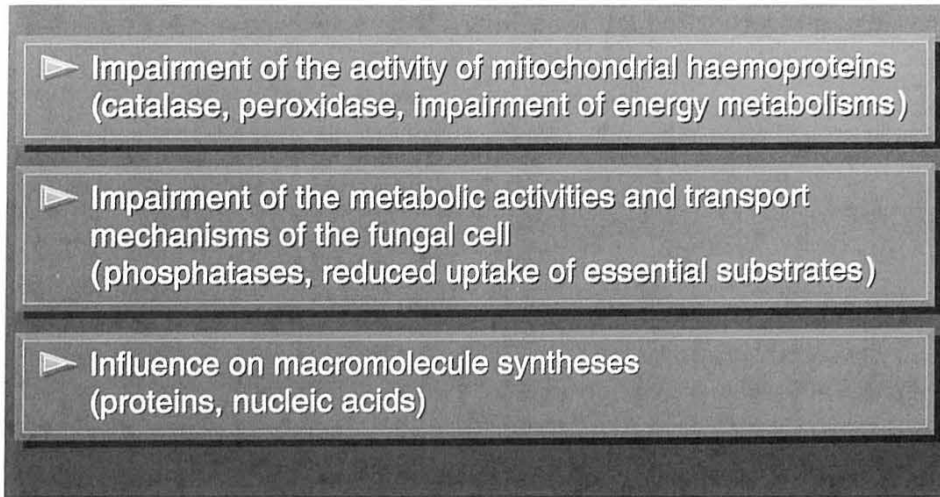 Impairment of the activity of mitochondrial haemoproteins
(catalase, peroxidase, impairment of energy metabolisms)
Impairment of the metabolic activities and transport
mechanisms of the fungal cell
(phosphatases, reduced uptake of essential substrates)
Influence on macromolecule syntheses
(proteins, nucleic acids)